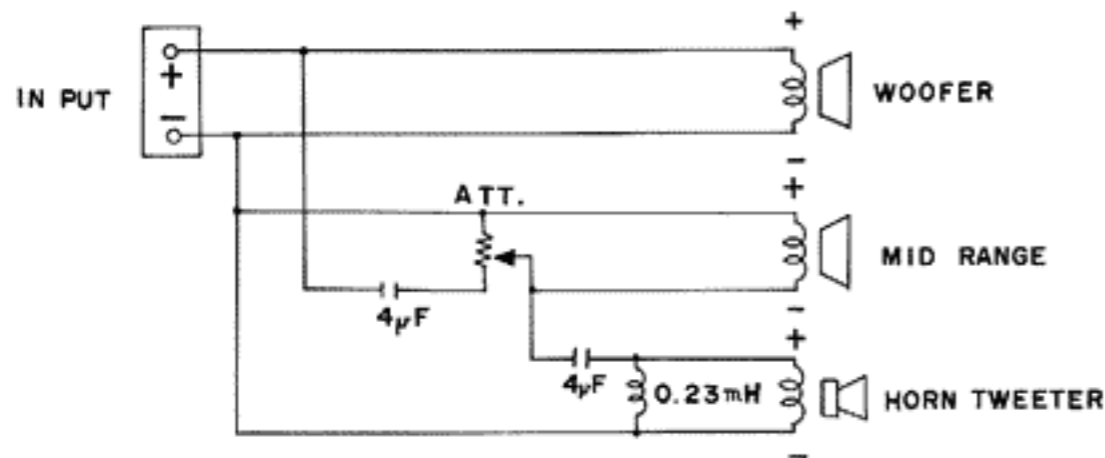 +
IN PUT
+
−
WOOFER
−
+
ATT.
MID RANGE
4μF
−
+
4μF
0.23mH
HORN TWEETER
−